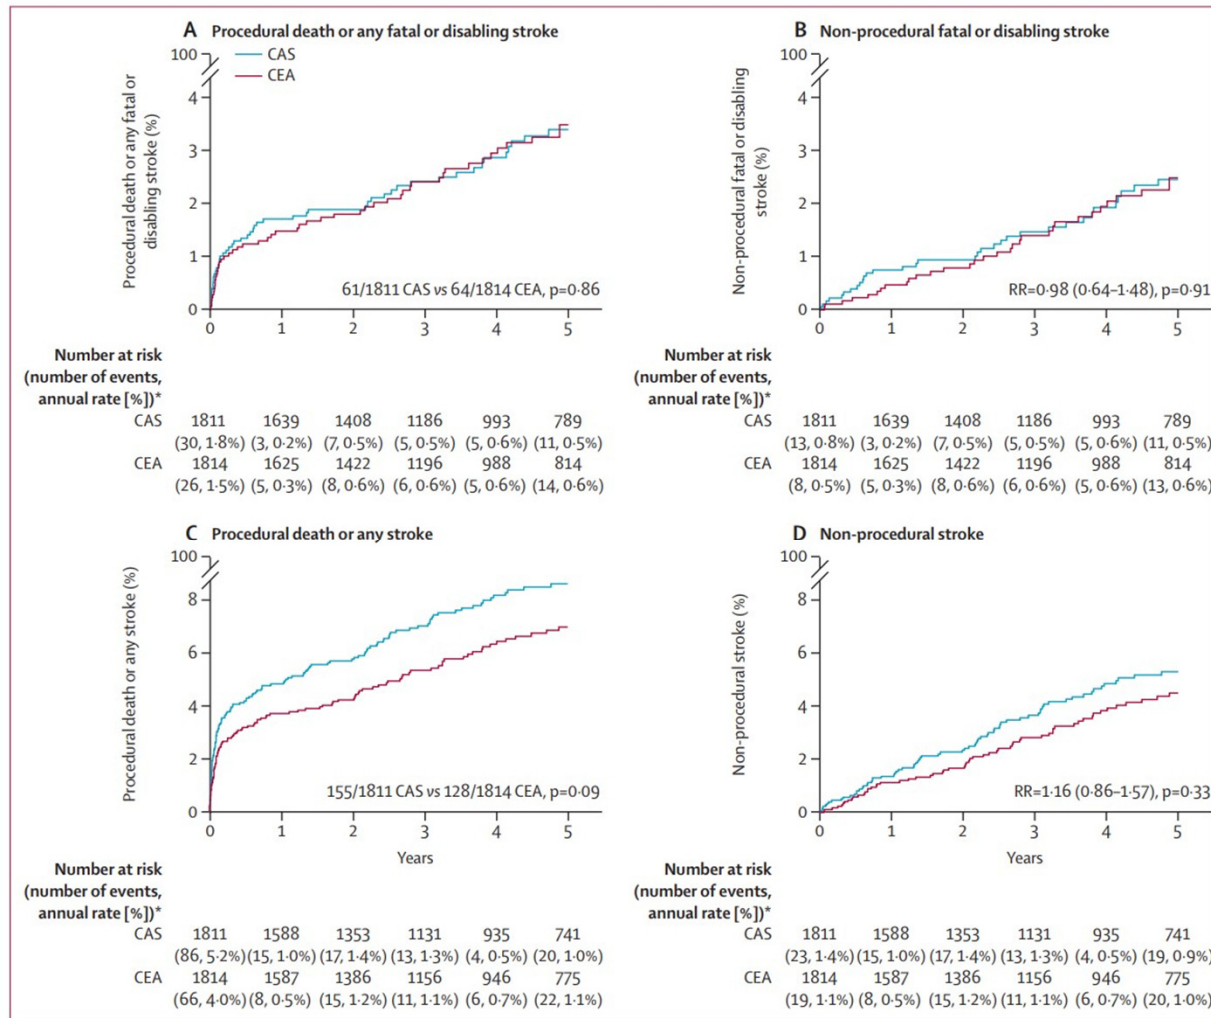 A Procedural death or any fatal or disabling stroke
100
CAS
CEA
4
3
2
1
0
Procedural death or any fatal or
disabling stroke (%)
61/1811 CAS vs 64/1814 CEA, p=0·86
0 1 2 3 4 5
Number at risk
(number of events,
annual rate [%])*
CAS 1811 1639 1408 1186 993 789
(30, 1·8%) (3, 0·2%) (7, 0·5%) (5, 0·5%) (5, 0·6%) (11, 0·5%)
CEA 1814 1625 1422 1196 988 814
(26, 1·5%) (5, 0·3%) (8, 0·6%) (6, 0·6%) (5, 0·6%) (14, 0·6%)
B Non-procedural fatal or disabling stroke
100
4
3
2
1
0
Non-procedural fatal or disabling
stroke (%)
RR=0·98 (0·64–1·48), p=0·91
0 1 2 3 4 5
Number at risk
(number of events,
annual rate [%])*
CAS 1811 1639 1408 1186 993 789
(13, 0·8%) (3, 0·2%) (7, 0·5%) (5, 0·5%) (5, 0·6%) (11, 0·5%)
CEA 1814 1625 1422 1196 988 814
(8, 0·5%) (5, 0·3%) (8, 0·6%) (6, 0·6%) (5, 0·6%) (13, 0·6%)
C Procedural death or any stroke
100
8
6
4
2
0
Procedural death or any stroke (%)
155/1811 CAS vs 128/1814 CEA, p=0·09
0 1 2 3 4 5
Years
Number at risk
(number of events,
annual rate [%])*
CAS 1811 1588 1353 1131 935 741
(86, 5·2%) (15, 1·0%) (17, 1·4%) (13, 1·3%) (4, 0·5%) (20, 1·0%)
CEA 1814 1587 1386 1156 946 775
(66, 4·0%) (8, 0·5%) (15, 1·2%) (11, 1·1%) (6, 0·7%) (22, 1·1%)
D Non-procedural stroke
100
8
6
4
2
0
Non-procedural stroke (%)
RR=1·16 (0·86–1·57), p=0·33
0 1 2 3 4 5
Years
Number at risk
(number of events,
annual rate [%])*
CAS 1811 1588 1353 1131 935 741
(23, 1·4%) (15, 1·0%) (17, 1·4%) (13, 1·3%) (4, 0·5%) (19, 0·9%)
CEA 1814 1587 1386 1156 946 775
(19, 1·1%) (8, 0·5%) (15, 1·2%) (11, 1·1%) (6, 0·7%) (20, 1·0%)